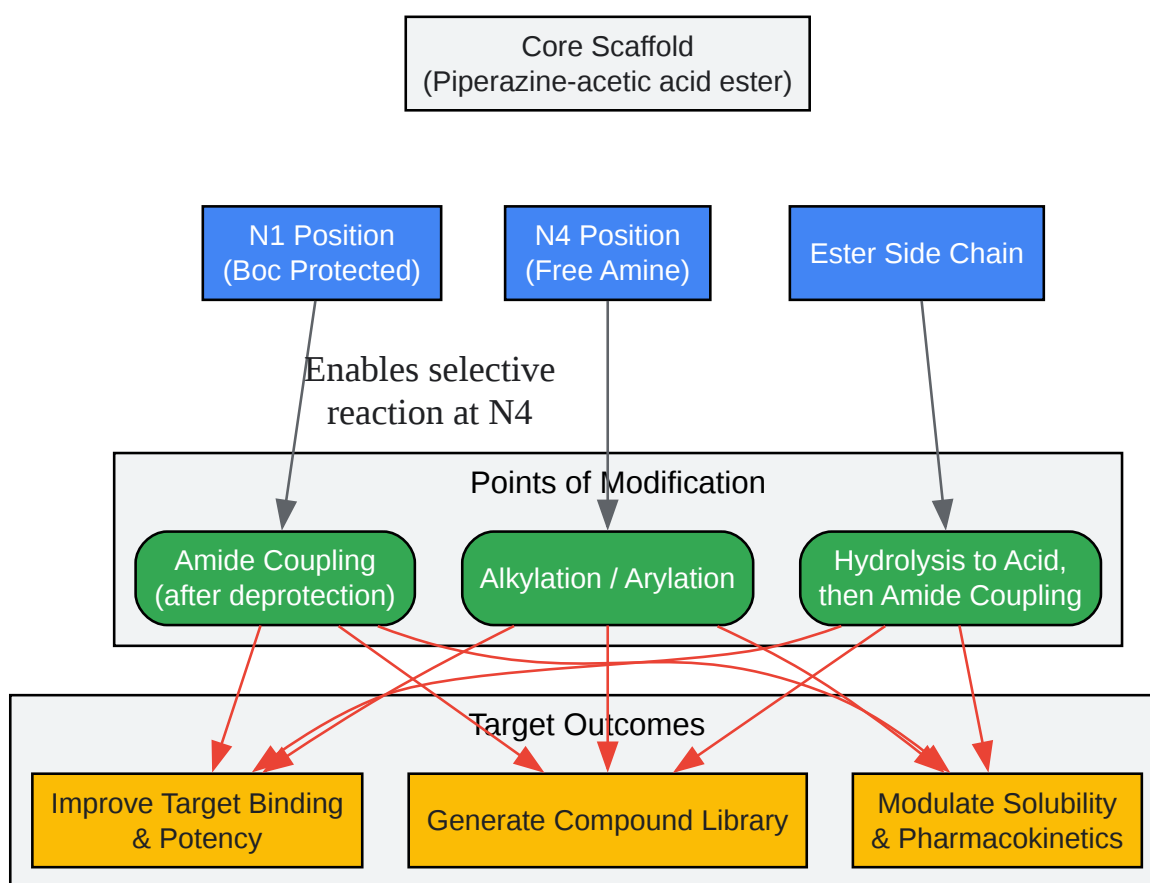 Core Scaffold
(Piperazine-acetic acid ester)
N1 Position
(Boc Protected)
N4 Position
(Free Amine)
Ester Side Chain
Enables selective
reaction at N4
Points of Modification
Amide Coupling
(after deprotection)
Alkylation / Arylation
Hydrolysis to Acid,
then Amide Coupling
Target Outcomes
Improve Target Binding
& Potency
Generate Compound Library
Modulate Solubility
& Pharmacokinetics